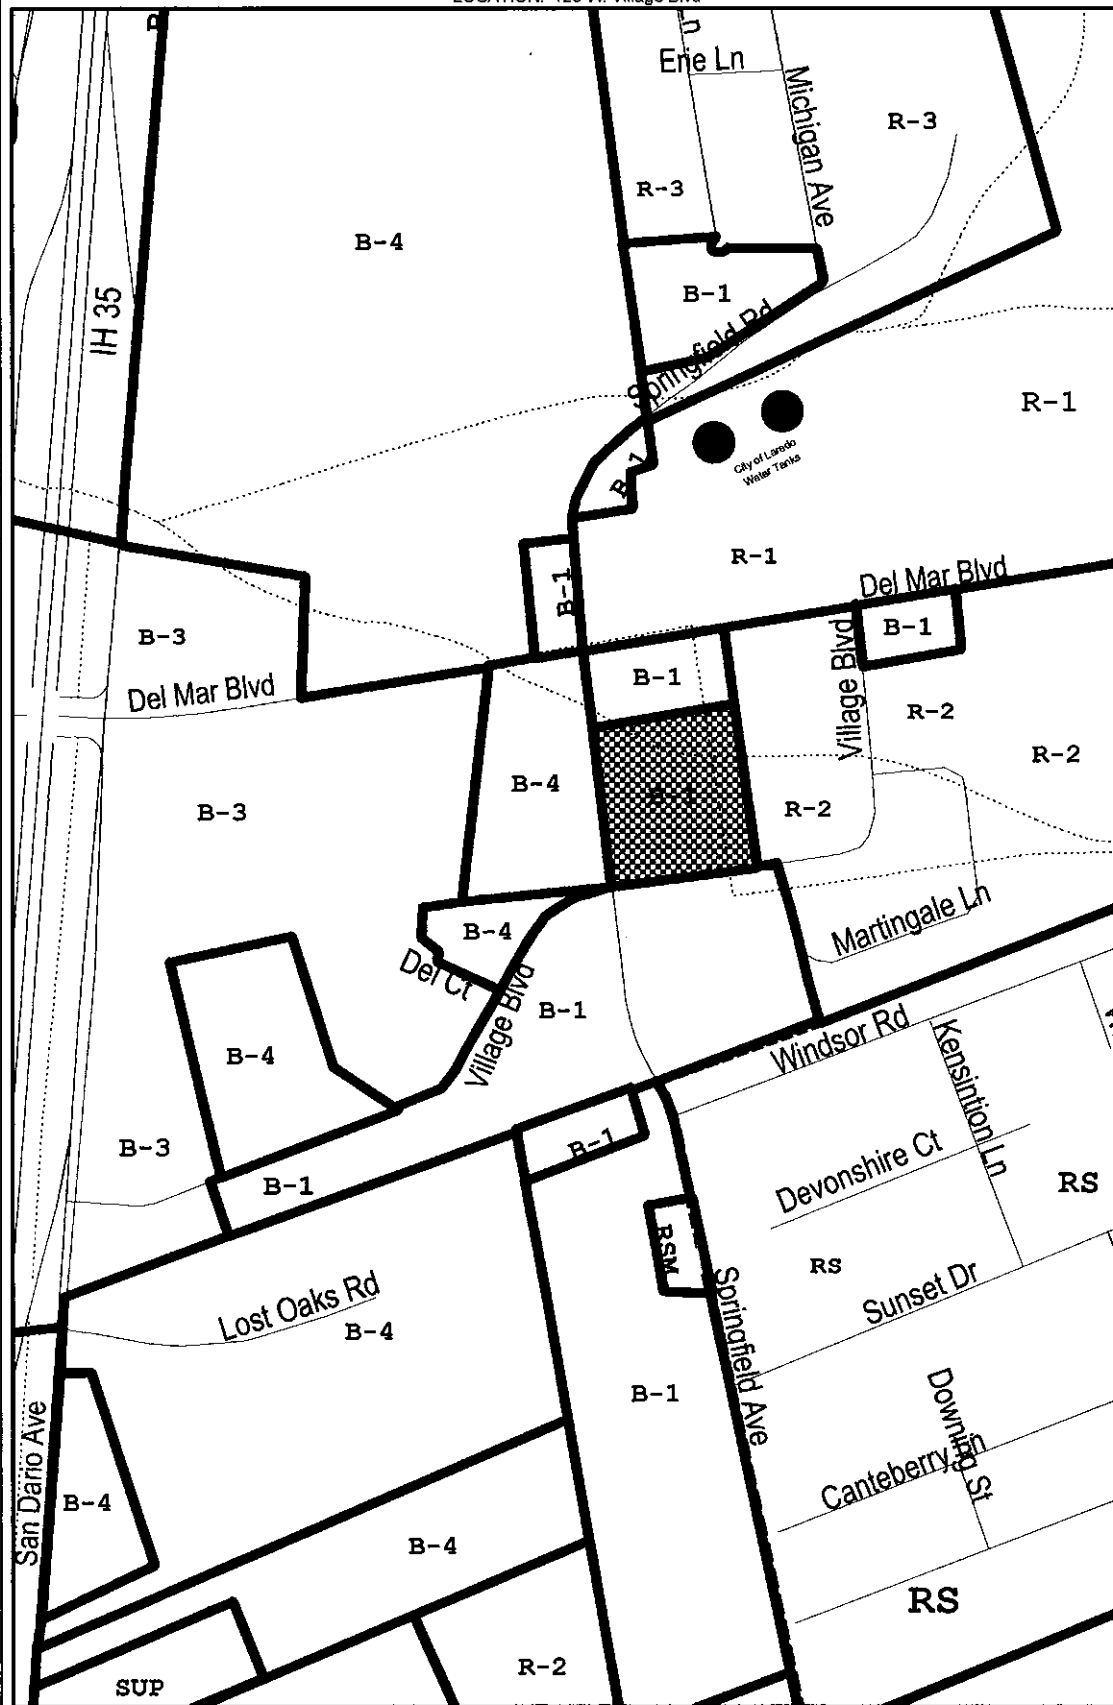 Erie Ln
Michigan Ave
R-3
R-3
B-4
B-1
IH 35
Springfield Rd
R-1
City of Laredo
Water Tanks
B-1
R-1
B-1
Del Mar Blvd
B-1
B-3
B-1
Village Blvd
Del Mar Blvd
R-2
R-2
B-4
B-3
B-1
R-2
Martingale Ln
B-4
Del Ct
Village Blvd
B-1
Windsor Rd
Kensintion Ln
B-4
B-3
B-1
Devonshire Ct
B-1
RS
RSM
RS
Sunset Dr
Lost Oaks Rd
B-4
Springfield Ave
B-1
Downing St
San Dario Ave
Canteberry Ln
B-4
B-4
RS
R-2
SUP